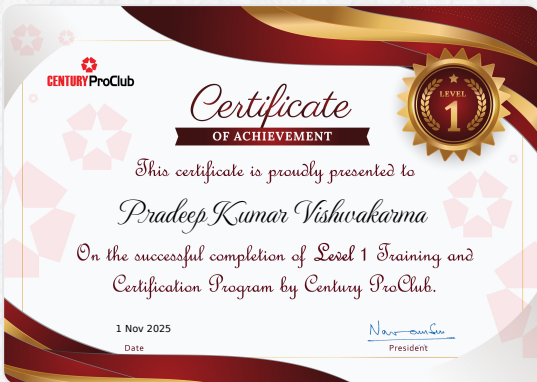 CENTURY ProClub
Certificate
OF ACHIEVEMENT
LEVEL
1
This certificate is proudly presented to
Pradeep Kumar Vishwakarma
On the successful completion of Level 1 Training and
Certification Program by Century ProClub.
1 Nov 2025
Date
President